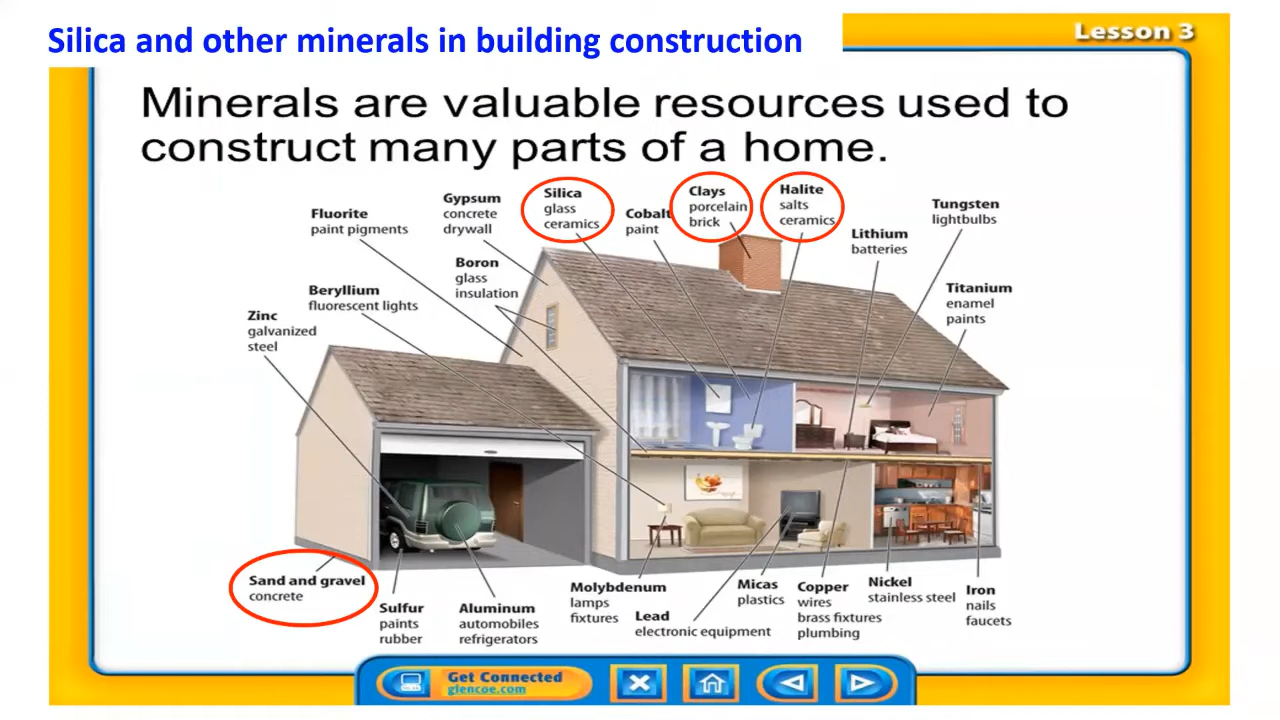 Silica and other minerals in building construction
Lesson 3
Minerals are valuable resources used to
construct many parts of a home.
Fluorite
paint pigments
Gypsum
concrete
drywall
Silica
glass
ceramics
Cobalt
paint
Clays
porcelain
brick
Halite
salts
ceramics
Lithium
batteries
Tungsten
lightbulbs
Boron
glass
insulation
Beryllium
fluorescent lights
Zinc
galvanized
steel
Titanium
enamel
paints
Sand and gravel
concrete
Sulfur
paints
rubber
Aluminum
automobiles
refrigerators
Molybdenum
lamps
fixtures
Lead
electronic equipment
Micas
plastics
Copper
wires
brass fixtures
plumbing
Nickel
stainless steel
Iron
nails
faucets
Get Connected
glencoe.com